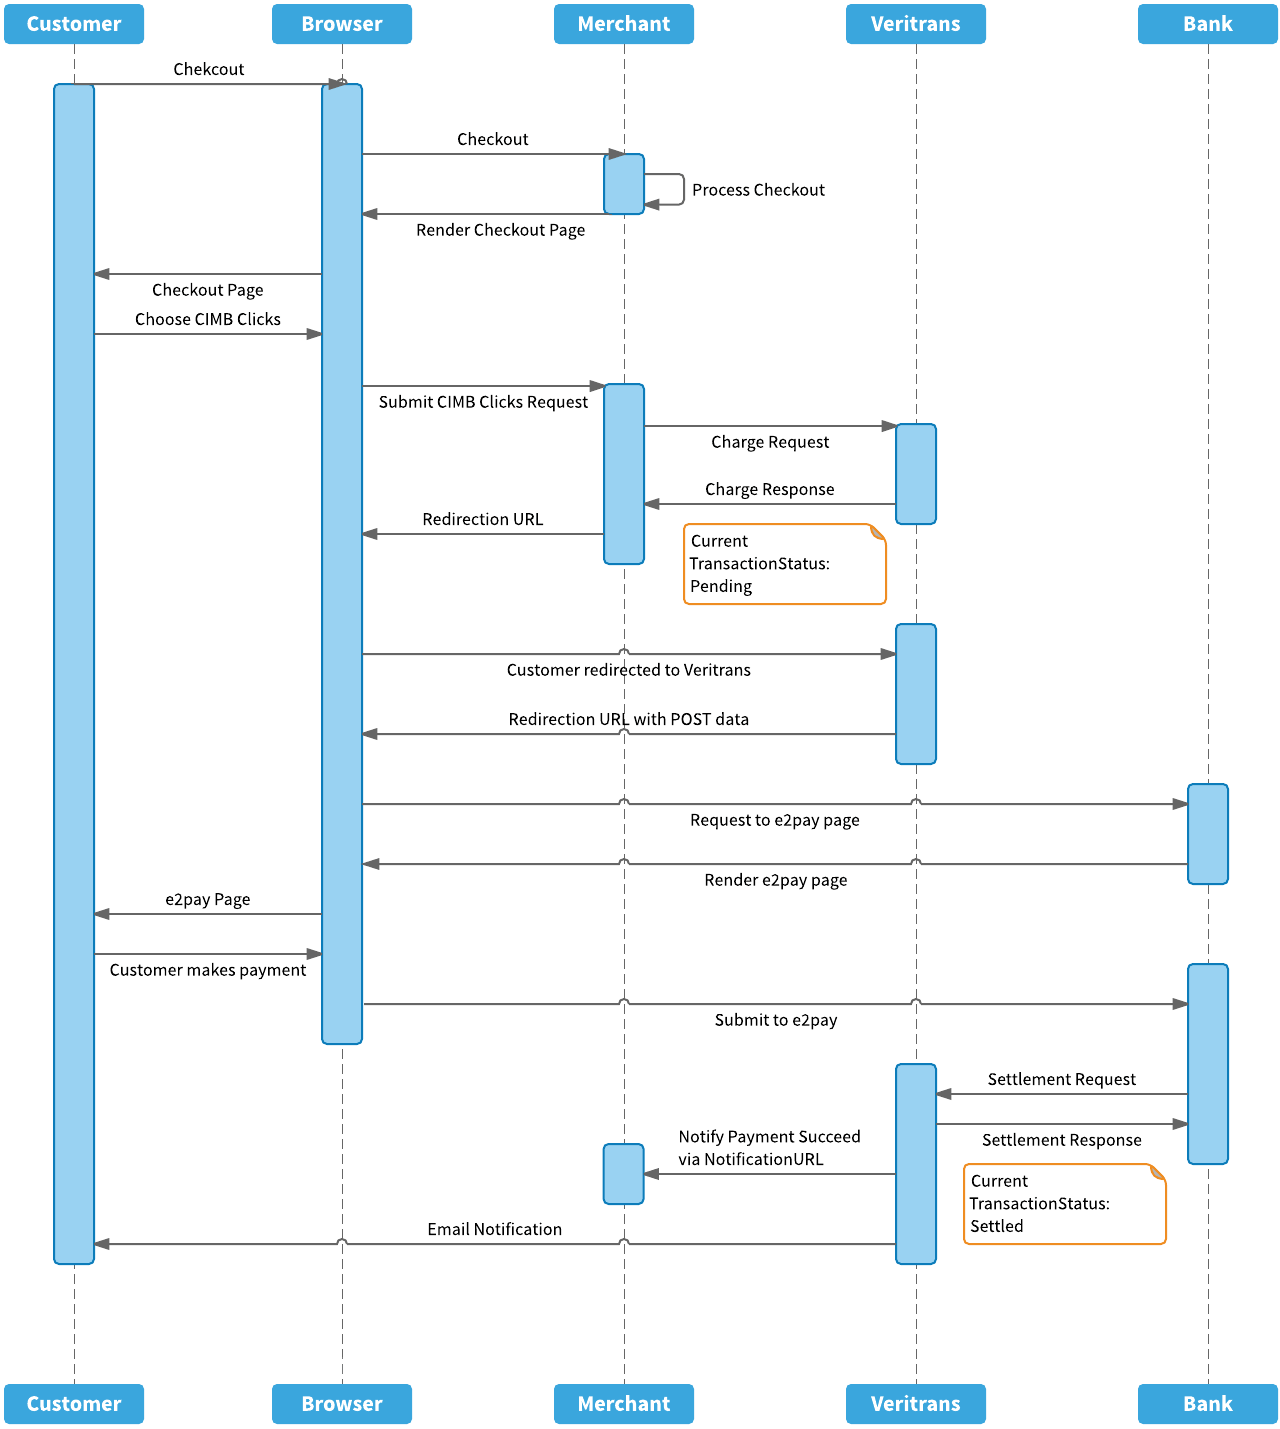 Customer Browser Merchant Veritrans Bank
Chekcout
Checkout
Process Checkout
Render Checkout Page
Checkout Page
Choose CIMB Clicks
Submit CIMB Clicks Request
Charge Request
Charge Response
Redirection URL
Current
TransactionStatus:
Pending
Customer redirected to Veritrans
Redirection URL with POST data
Request to e2pay page
Render e2pay page
e2pay Page
Customer makes payment
Submit to e2pay
Settlement Request
Notify Payment Succeed
via NotificationURL
Settlement Response
Current
TransactionStatus:
Settled
Email Notification
Customer Browser Merchant Veritrans Bank